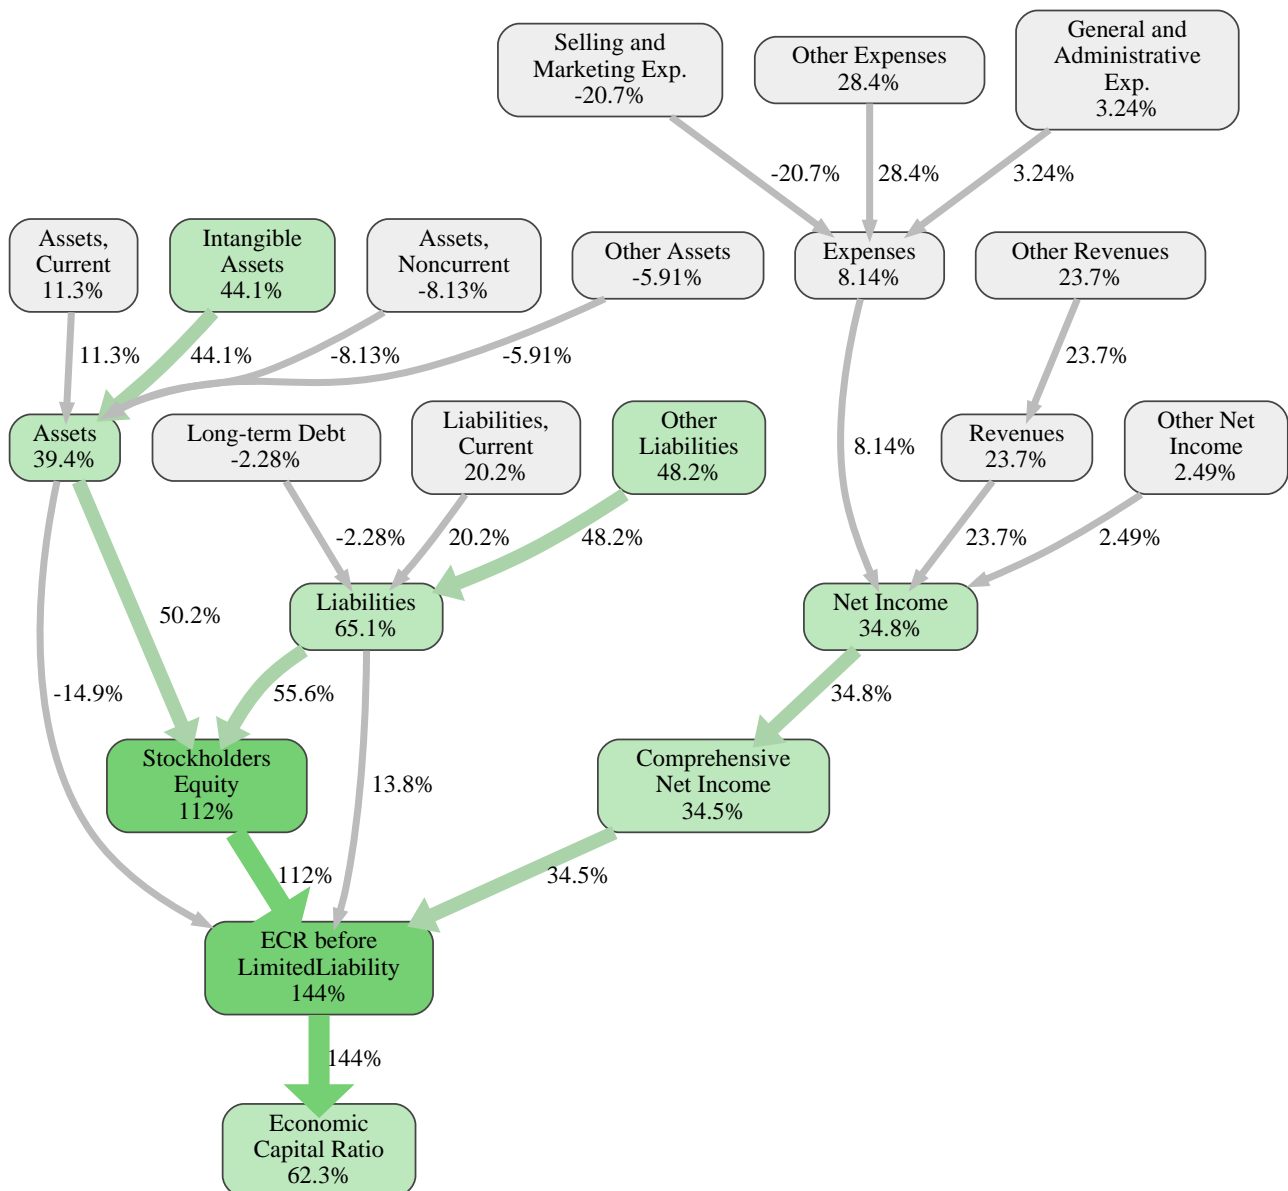 Selling and
Marketing Exp.
-20.7%
Other Expenses
28.4%
General and
Administrative
Exp.
3.24%
-20.7%
28.4%
3.24%
Assets,
Current
11.3%
Intangible
Assets
44.1%
Assets,
Noncurrent
-8.13%
Other Assets
-5.91%
Expenses
8.14%
Other Revenues
23.7%
11.3%
44.1%
-8.13%
-5.91%
23.7%
Assets
39.4%
Long-term Debt
-2.28%
Liabilities,
Current
20.2%
Other
Liabilities
48.2%
8.14%
Revenues
23.7%
Other Net
Income
2.49%
-2.28%
20.2%
48.2%
23.7%
2.49%
50.2%
Liabilities
65.1%
Net Income
34.8%
-14.9%
55.6%
34.8%
Stockholders
Equity
112%
13.8%
Comprehensive
Net Income
34.5%
112%
34.5%
ECR before
LimitedLiability
144%
144%
Economic
Capital Ratio
62.3%